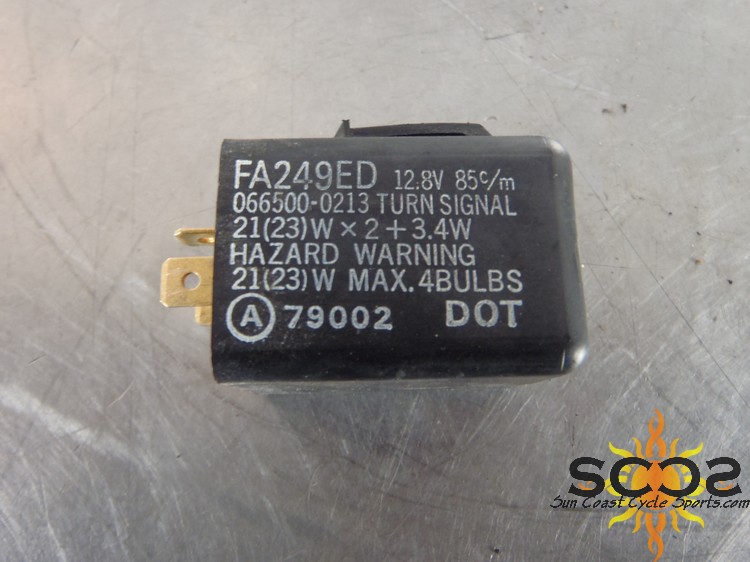 FA249ED 12.8V 85c/m
066500-0213 TURN SIGNAL
21(23)W × 2 + 3.4W
HAZARD WARNING
21(23)W MAX. 4BULBS
Ⓐ 79002 DOT
SCCS
Sun Coast Cycle Sports.com